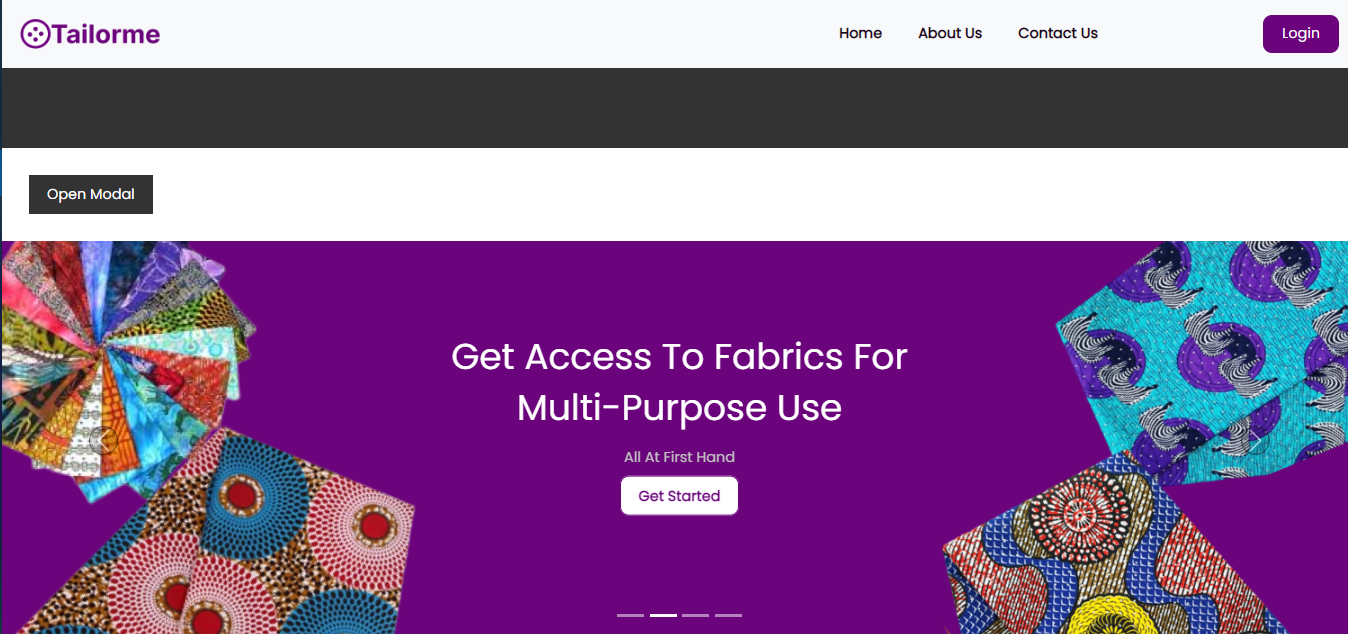 Tailorme
Home About Us Contact Us Login
Open Modal
Get Access To Fabrics For
Multi-Purpose Use
All At First Hand
Get Started